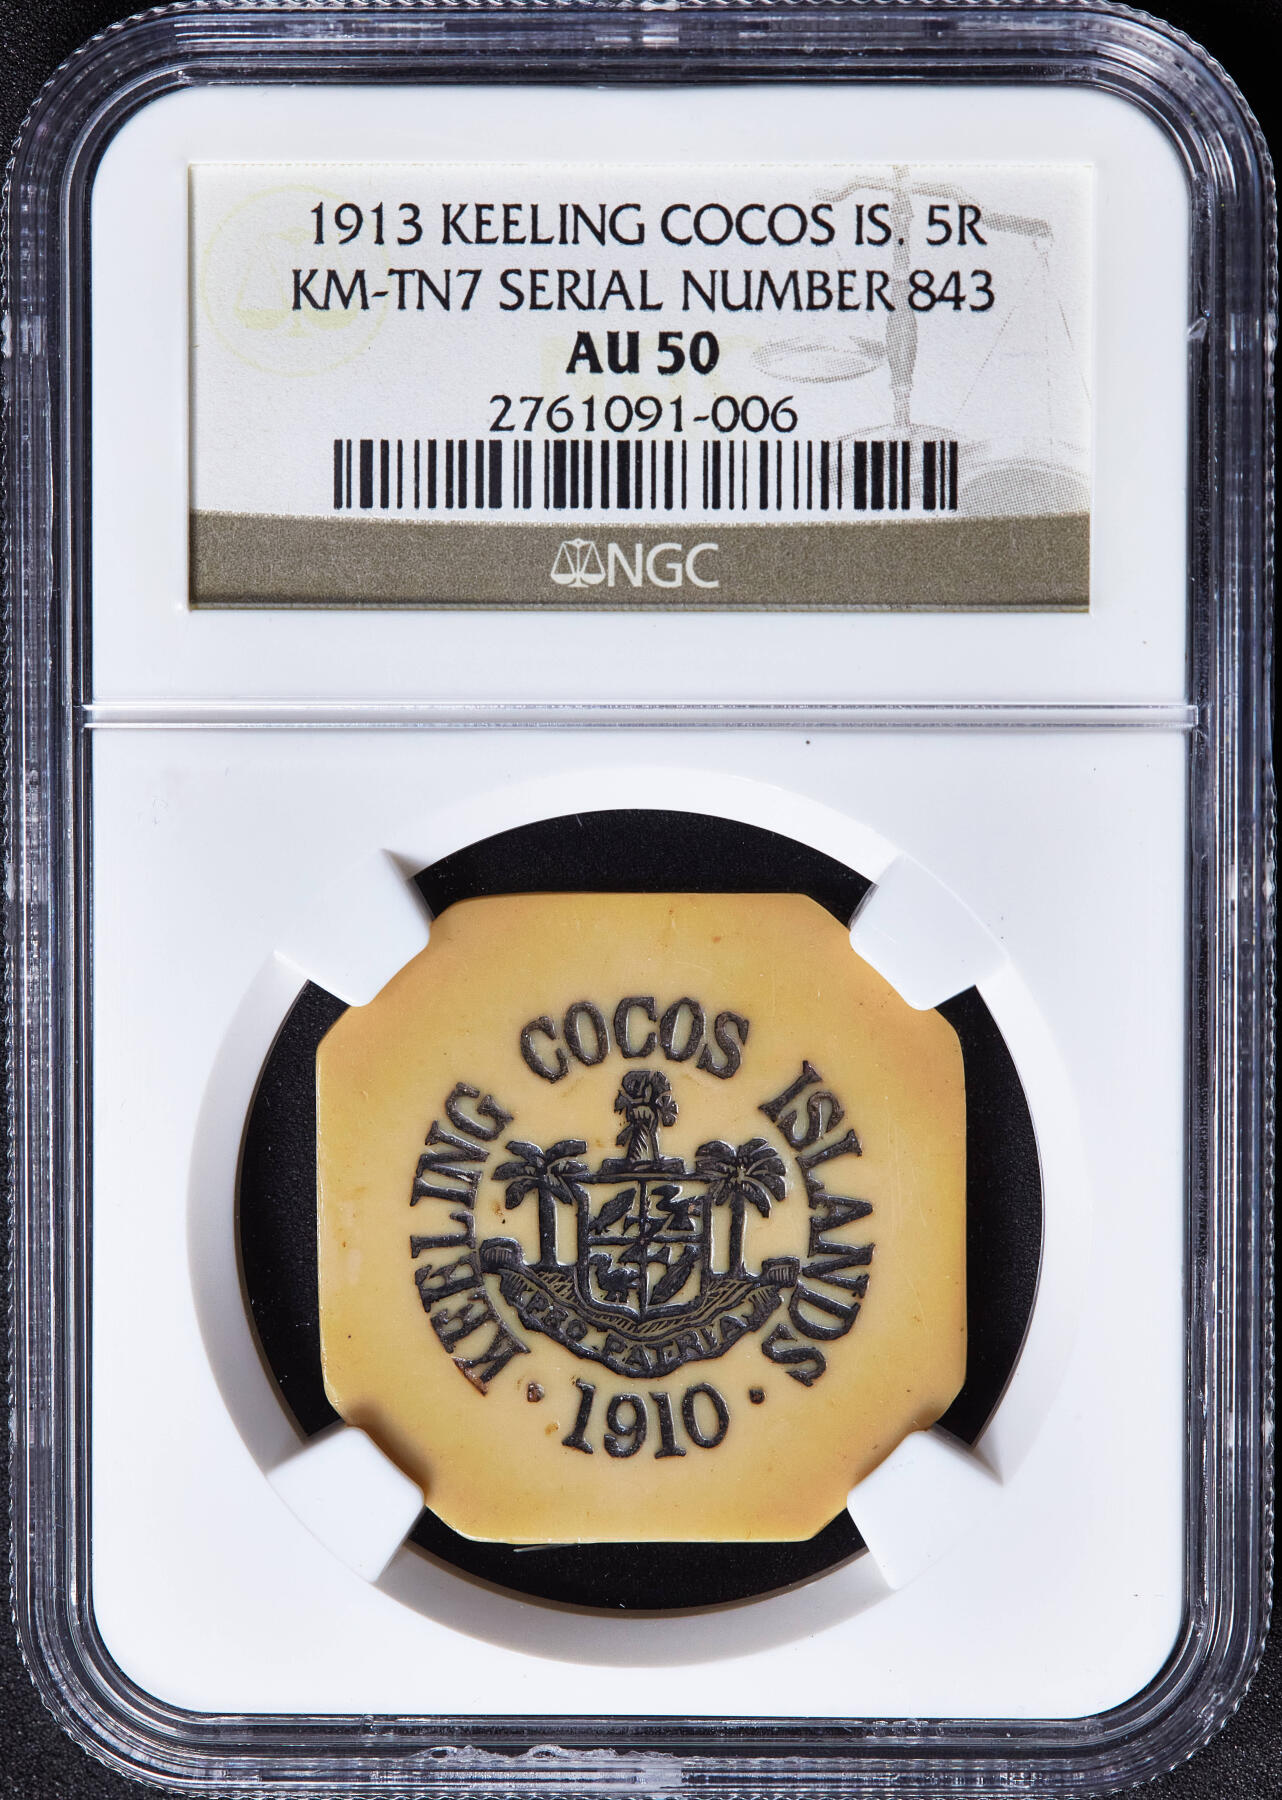 1913 KEELING COCOS IS. 5R
KM-TN7 SERIAL NUMBER 843
AU 50
2761091-006
NGC
KEELING COCOS ISLANDS
PRO PATRIA
· 1910 ·